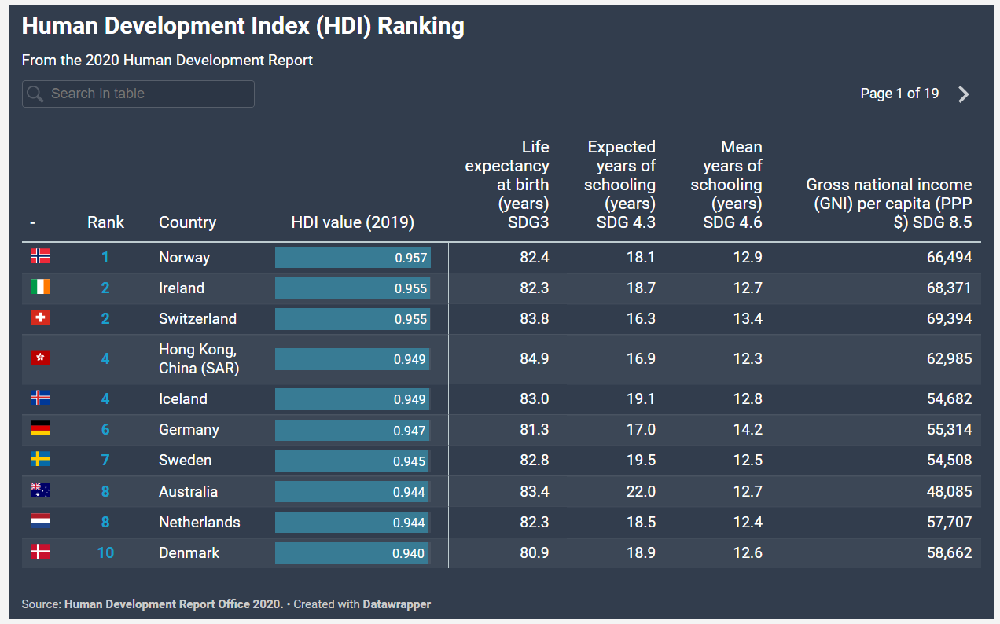 Human Development Index (HDI) Ranking
From the 2020 Human Development Report
Search in table
Page 1 of 19
- Rank Country HDI value (2019) Life expectancy at birth (years) SDG3 Expected years of schooling (years) SDG 4.3 Mean years of schooling (years) SDG 4.6 Gross national income (GNI) per capita (PPP $) SDG 8.5
1 Norway 0.957 82.4 18.1 12.9 66,494
2 Ireland 0.955 82.3 18.7 12.7 68,371
2 Switzerland 0.955 83.8 16.3 13.4 69,394
4 Hong Kong, China (SAR) 0.949 84.9 16.9 12.3 62,985
4 Iceland 0.949 83.0 19.1 12.8 54,682
6 Germany 0.947 81.3 17.0 14.2 55,314
7 Sweden 0.945 82.8 19.5 12.5 54,508
8 Australia 0.944 83.4 22.0 12.7 48,085
8 Netherlands 0.944 82.3 18.5 12.4 57,707
10 Denmark 0.940 80.9 18.9 12.6 58,662
Source: Human Development Report Office 2020. • Created with Datawrapper